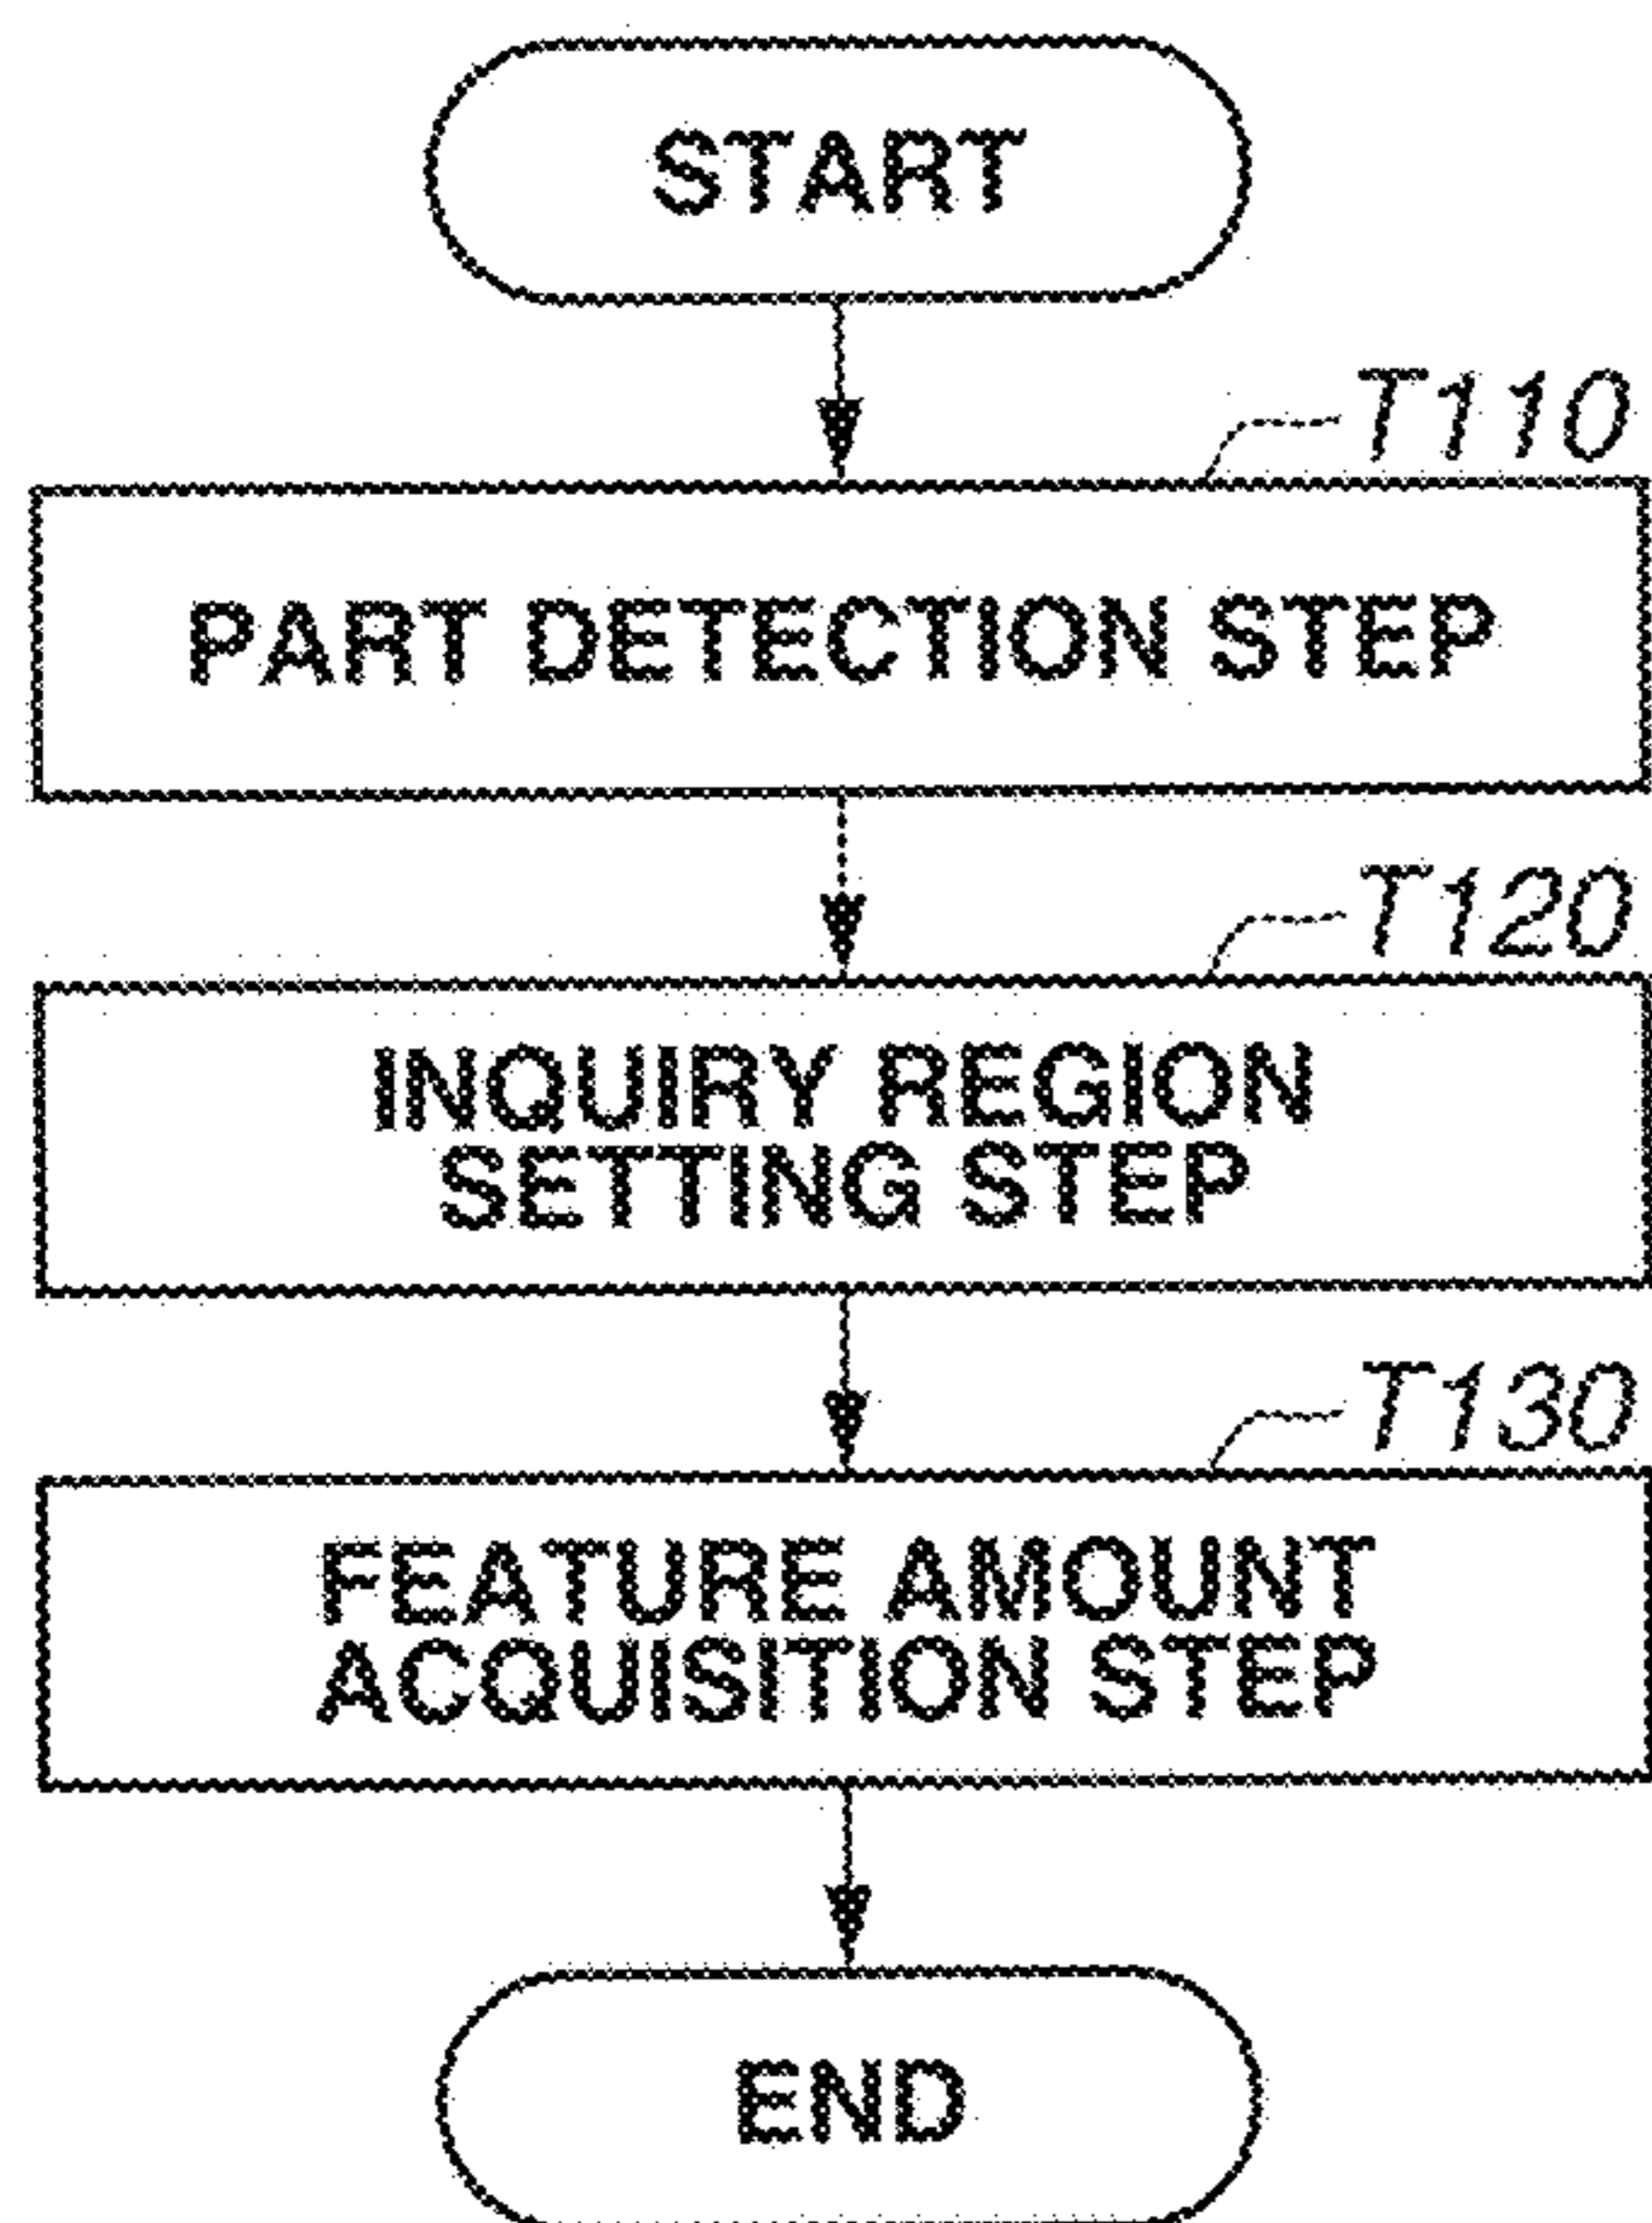 START
T110
PART DETECTION STEP
T120
INQUIRY REGION
SETTING STEP
T130
FEATURE AMOUNT
ACQUISITION STEP
END